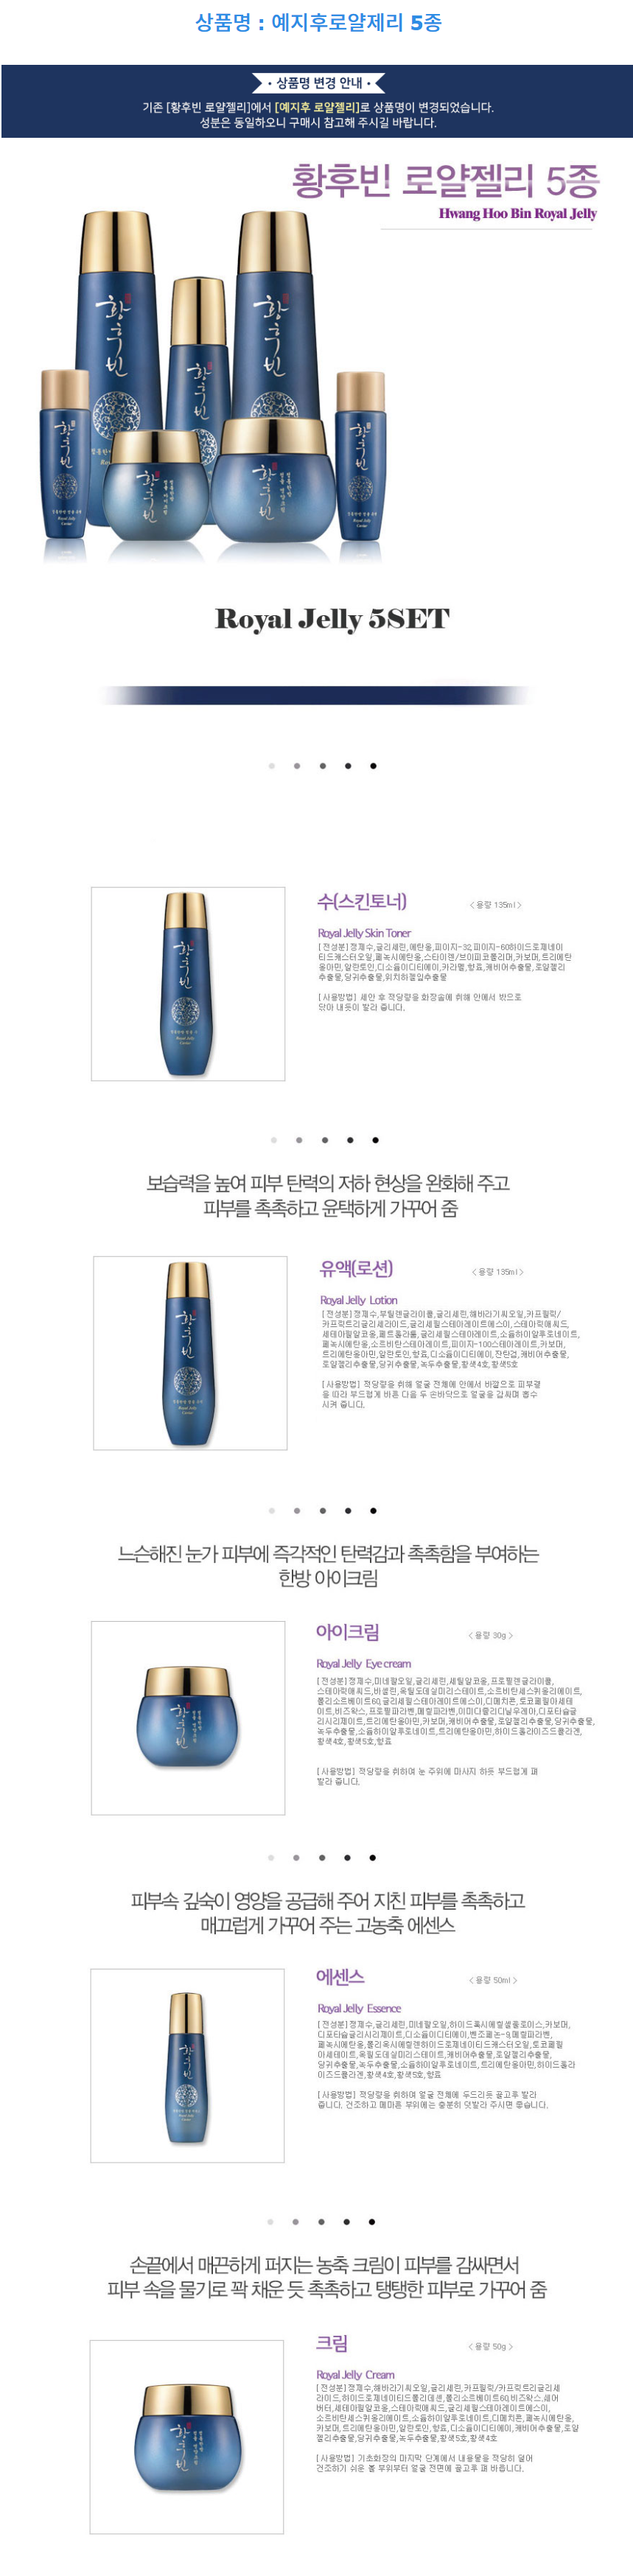 상품명 : 예지후로얄제리 5종
· 상품명 변경 안내 ·
기존 [황후빈 로얄젤리]에서 [예지후 로얄젤리]로 상품명이 변경되었습니다.
성분은 동일하오니 구매시 참고해 주시길 바랍니다.
황후빈 로얄젤리 5종
Hwang Hoo Bin Royal Jelly
황후빈
황후빈
황후빈
황후빈
황후빈
황후빈
황후빈
Royal Jelly 5SET
수(스킨토너)
< 용량 135ml >
Royal Jelly Skin Toner
[전성분]정제수,글리세린,에탄올,피이지-32,피이지-60하이드로제네이
티드캐스터오일,페녹시에탄올,스타이렌/브이피코폴리머,카보머,트리에탄
올아민,알란토인,디소듐이디티에이,카라멜,향료,캐비어추출물,로얄젤리
추출물,당귀추출물,위치하젤잎추출물
[사용방법] 세안 후 적당량을 화장솜에 취해 안에서 밖으로
닦아 내듯이 발라 줍니다.
보습력을 높여 피부 탄력의 저하 현상을 완화해 주고
피부를 촉촉하고 윤택하게 가꾸어 줌
유액(로션)
< 용량 135ml >
Royal Jelly Lotion
[전성분]정제수,부틸렌글라이콜,글리세린,해바라기씨오일,카프릴릭/
카프릭트리글리세라이드,글리세릴스테아레이트에스이,스테아릭애씨드,
세테아릴알코올,페트롤라튬,글리세릴스테아레이트,소듐하이알루로네이트,
페녹시에탄올,소르비탄스테아레이트,피이지-100스테아레이트,카보머,
트리에탄올아민,알란토인,향료,디소듐이디티에이,잔탄검,캐비어추출물,
로얄젤리추출물,당귀추출물,녹두추출물,황색4호,황색5호
[사용방법] 적당량을 취해 얼굴 전체에 안에서 바깥으로 피부결
을 따라 부드럽게 바른 다음 두 손바닥으로 얼굴을 감싸며 흡수
시켜 줍니다.
느슨해진 눈가 피부에 즉각적인 탄력감과 촉촉함을 부여하는
한방 아이크림
아이크림
< 용량 30g >
Royal Jelly Eye cream
[전성분]정제수,미네랄오일,글리세린,세틸알코올,프로필렌글라이콜,
스테아릭애씨드,바셀린,옥틸도데실미리스테이트,소르비탄세스퀴올리에이트,
폴리소르베이트60,글리세릴스테아레이트에스이,디메치콘,토코페릴아세테
이트,비즈왁스,프로필파라벤,메칠파라벤,이미다졸리디닐우레아,디포타슘글
리시리제이트,트리에탄올아민,카보머,캐비어추출물,로얄젤리추출물,당귀추출물,
녹두추출물,소듐하이알루로네이트,트리에탄올아민,하이드롤라이즈드콜라겐,
황색4호,황색5호,향료
[사용방법] 적당량을 취하여 눈 주위에 마사지 하듯 부드럽게 펴
발라 줍니다.
황후빈
피부속 깊숙이 영양을 공급해 주어 지친 피부를 촉촉하고
매끄럽게 가꾸어 주는 고농축 에센스
에센스
< 용량 50ml >
Royal Jelly Essence
[전성분]정제수,글리세린,미네랄오일,하이드록시에칠셀룰로오스,카보머,
디포타슘글리시리제이트,디소듐이디티에이,벤조페논-9,메칠파라벤,
페녹시에탄올,폴리옥시에칠렌하이드로제네이티드캐스터오일,토코페릴
아세테이트,옥틸도데실미리스테이트,캐비어추출물,로얄젤리추출물,
당귀추출물,녹두추출물,소듐하이알루로네이트,트리에탄올아민,하이드롤라
이즈드콜라겐,황색4호,황색5호,향료
[사용방법] 적당량을 취하여 얼굴 전체에 두드리듯 골고루 발라
줍니다. 건조하고 메마른 부위에는 충분히 덧발라 주시면 좋습니다.
황후빈
손끝에서 매끈하게 퍼지는 농축 크림이 피부를 감싸면서
피부 속을 물기로 꽉 채운 듯 촉촉하고 탱탱한 피부로 가꾸어 줌
크림
< 용량 50g >
Royal Jelly Cream
[전성분]정제수,해바라기씨오일,글리세린,카프릴릭/카프릭트리글리세
라이드,하이드로제네이티드폴리데센,폴리소르베이트60,비즈왁스,쉐어
버터,세테아릴알코올,스테아릭애씨드,글리세릴스테아레이트에스이,
소르비탄세스퀴올리에이트,소듐하이알루로네이트,디메치콘,페녹시에탄올,
카보머,트리에탄올아민,알란토인,향료,디소듐이디티에이,캐비어추출물,로얄
젤리추출물,당귀추출물,녹두추출물,황색5호,황색4호
[사용방법] 기초화장의 마지막 단계에서 내용물을 적당히 덜어
건조하기 쉬운 볼 부위부터 얼굴 전면에 골고루 펴 바릅니다.
황후빈